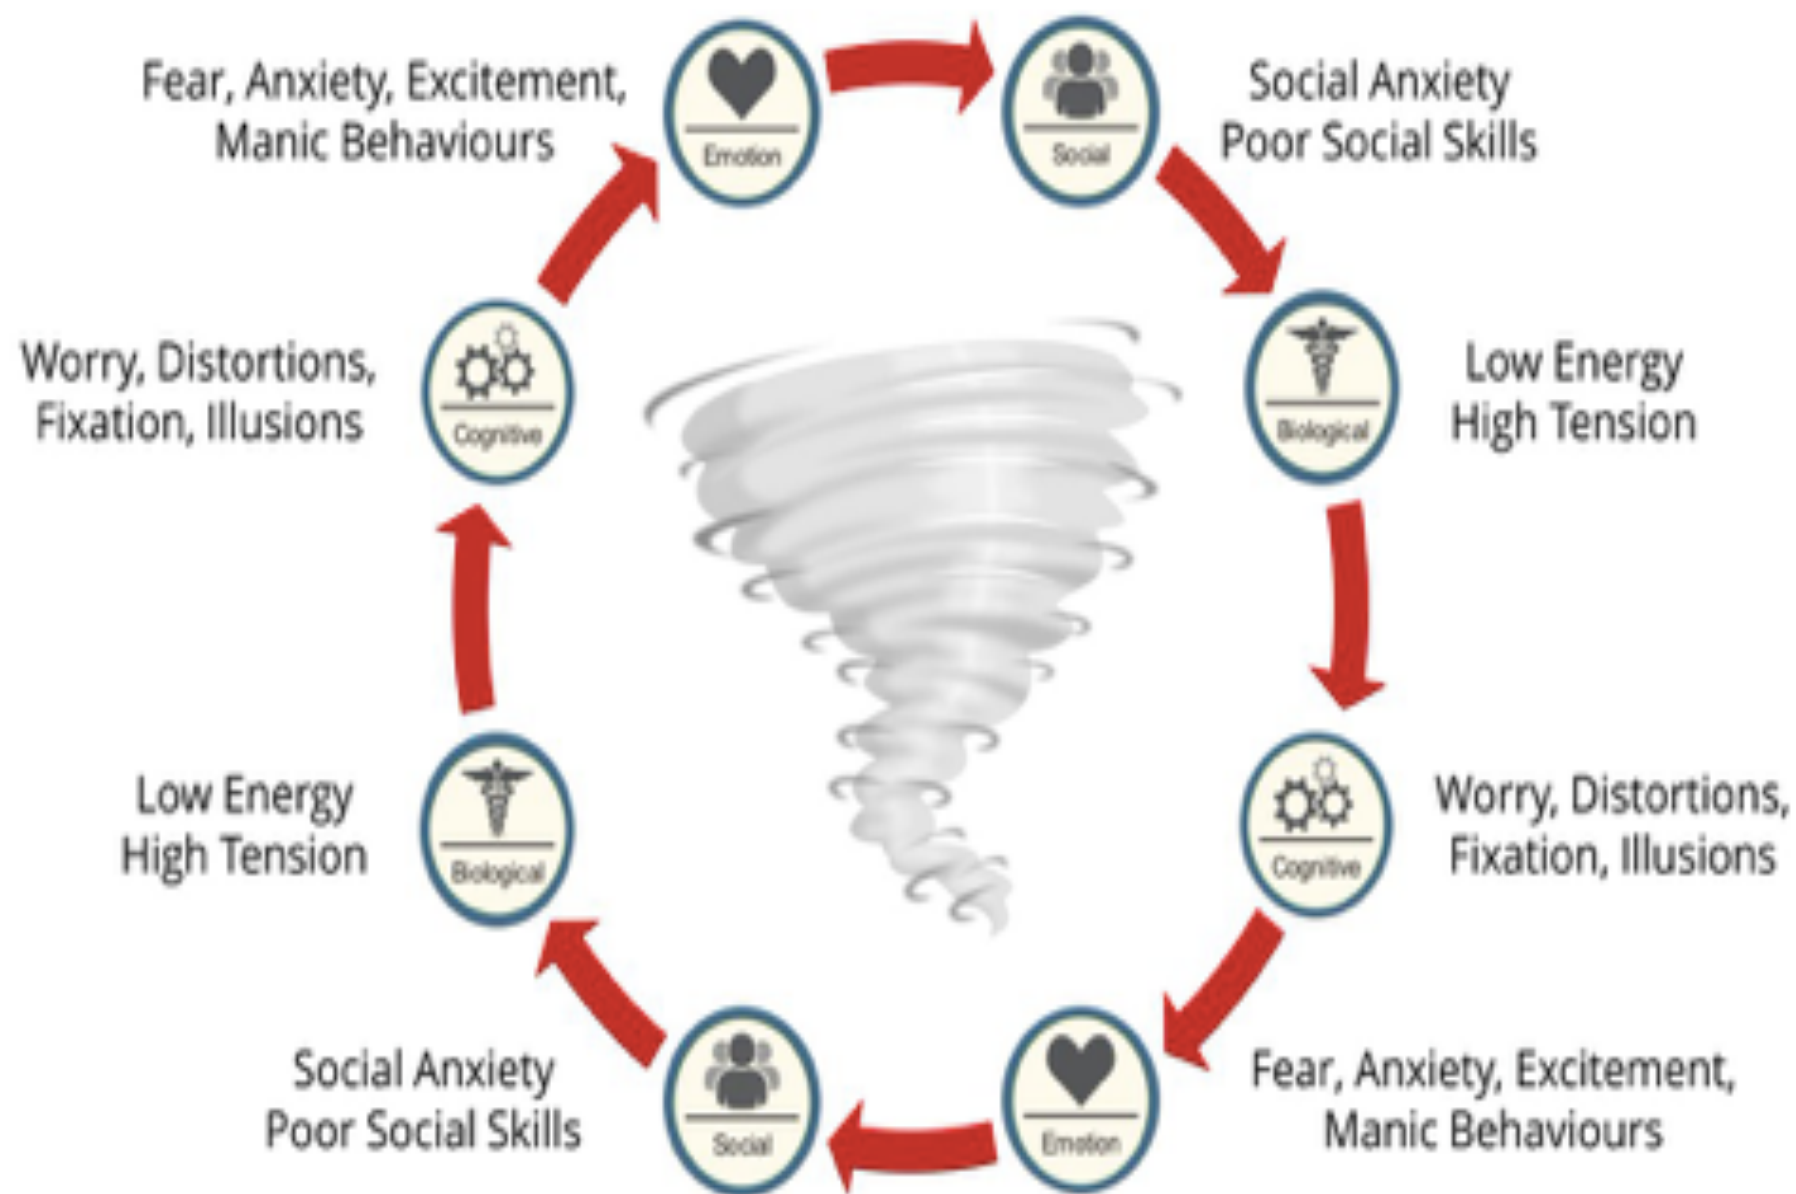 Fear, Anxiety, Excitement,
Manic Behaviours
Emotion
Social
Social Anxiety
Poor Social Skills
Worry, Distortions,
Fixation, Illusions
Cognitive
Biological
Low Energy
High Tension
Low Energy
High Tension
Biological
Cognitive
Worry, Distortions,
Fixation, Illusions
Social Anxiety
Poor Social Skills
Social
Emotion
Fear, Anxiety, Excitement,
Manic Behaviours